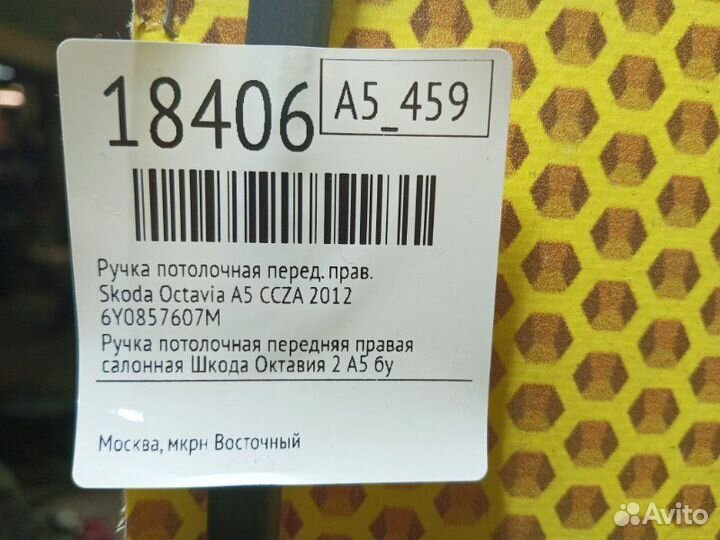 18406
A5_459
Ручка потолочная перед. прав.
Skoda Octavia A5 CCZA 2012
6Y0857607M
Ручка потолочная передняя правая
салонная Шкода Октавия 2 А5 бу
Москва, мкрн Восточный
Avito